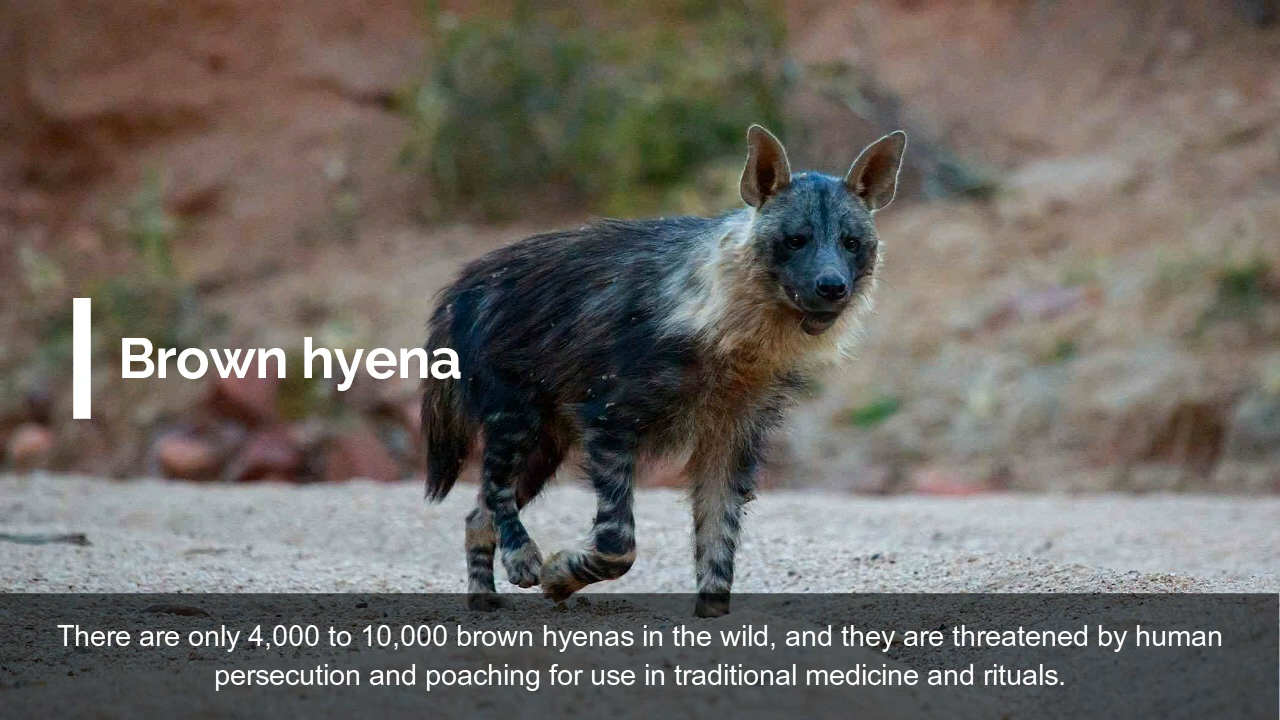 Brown hyena
There are only 4,000 to 10,000 brown hyenas in the wild, and they are threatened by human
persecution and poaching for use in traditional medicine and rituals.